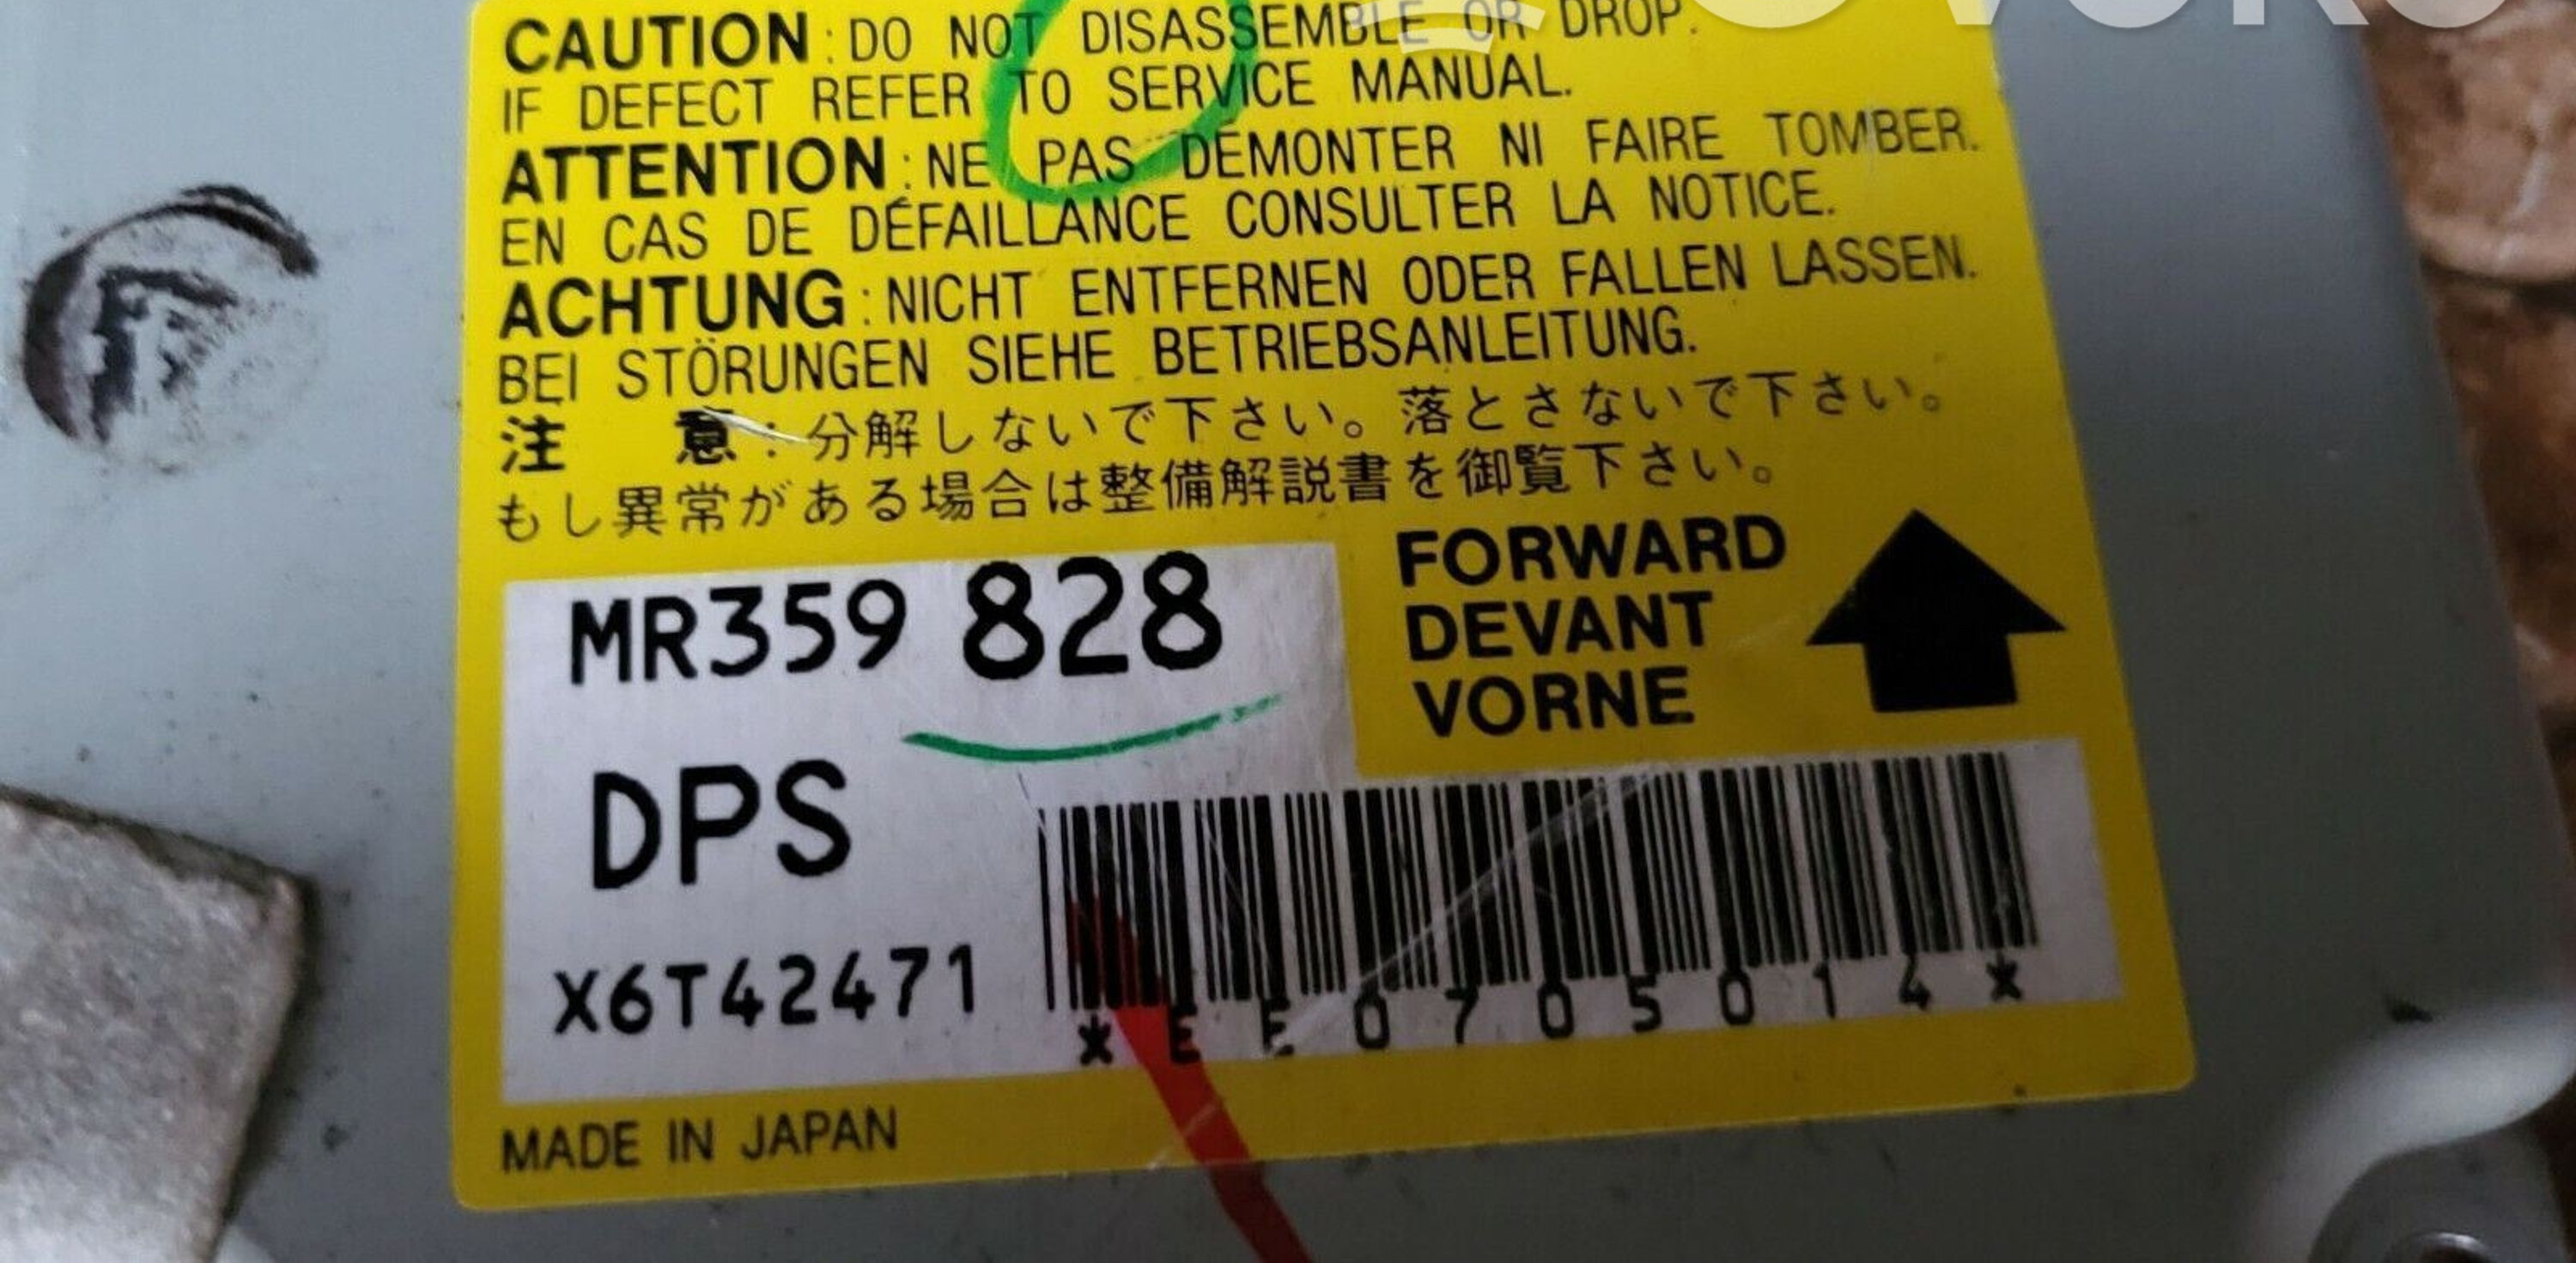 CAUTION : DO NOT DISASSEMBLE OR DROP.
IF DEFECT REFER TO SERVICE MANUAL.
ATTENTION : NE PAS DÉMONTER NI FAIRE TOMBER.
EN CAS DE DÉFAILLANCE CONSULTER LA NOTICE.
ACHTUNG : NICHT ENTFERNEN ODER FALLEN LASSEN.
BEI STÖRUNGEN SIEHE BETRIEBSANLEITUNG.
注 意 : 分解しないで下さい。落とさないで下さい。
もし異常がある場合は整備解説書を御覧下さい。
MR359 828
FORWARD
DEVANT
VORNE
DPS
X6T42471
*EE0705014*
MADE IN JAPAN